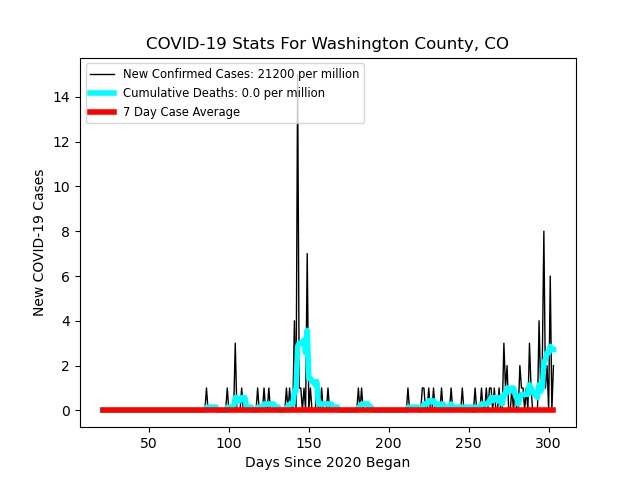 COVID-19 Stats For Washington County, CO
New Confirmed Cases: 21200 per million
Cumulative Deaths: 0.0 per million
7 Day Case Average
New COVID-19 Cases
14
12
10
8
6
4
2
0
50 100 150 200 250 300
Days Since 2020 Began